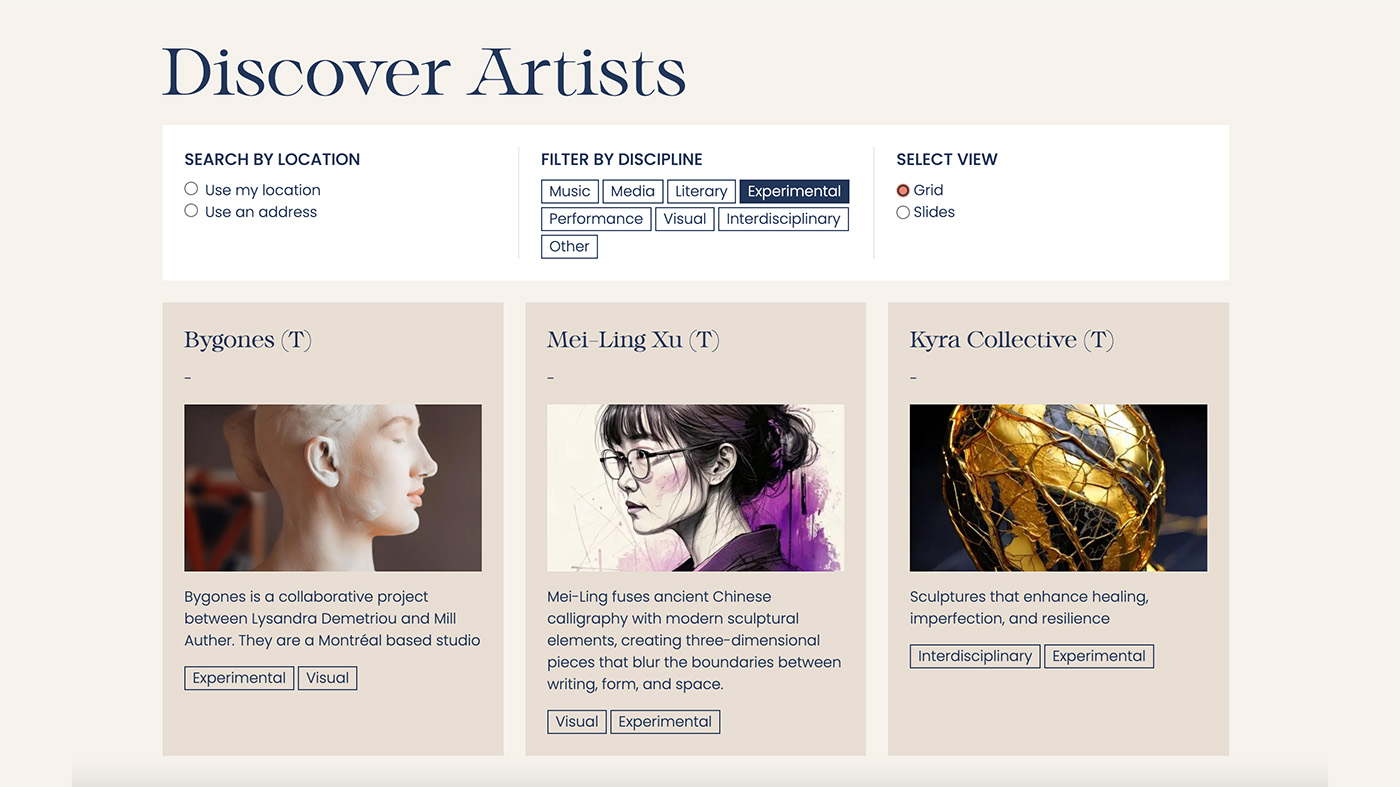 Discover Artists
SEARCH BY LOCATION
Use my location
Use an address
FILTER BY DISCIPLINE
Music Media Literary Experimental
Performance Visual Interdisciplinary
Other
SELECT VIEW
Grid
Slides
Bygones (T)
-
Bygones is a collaborative project
between Lysandra Demetriou and Mill
Auther. They are a Montréal based studio
Experimental Visual
Mei-Ling Xu (T)
-
Mei-Ling fuses ancient Chinese
calligraphy with modern sculptural
elements, creating three-dimensional
pieces that blur the boundaries between
writing, form, and space.
Visual Experimental
Kyra Collective (T)
-
Sculptures that enhance healing,
imperfection, and resilience
Interdisciplinary Experimental